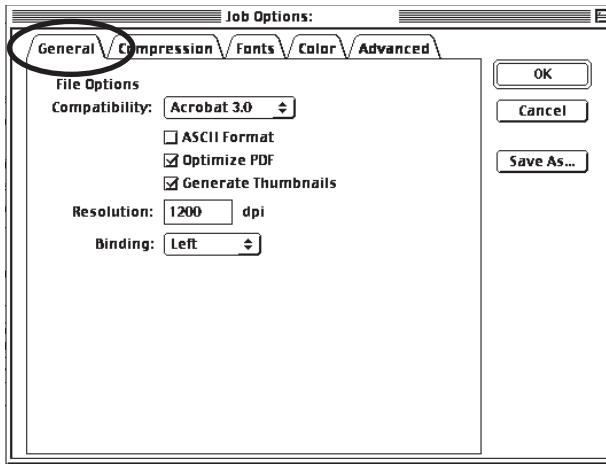 Job Options:
General Compression Fonts Color Advanced
File Options
Compatibility: Acrobat 3.0
ASCII Format
Optimize PDF
Generate Thumbnails
Resolution: 1200 dpi
Binding: Left
OK
Cancel
Save As...